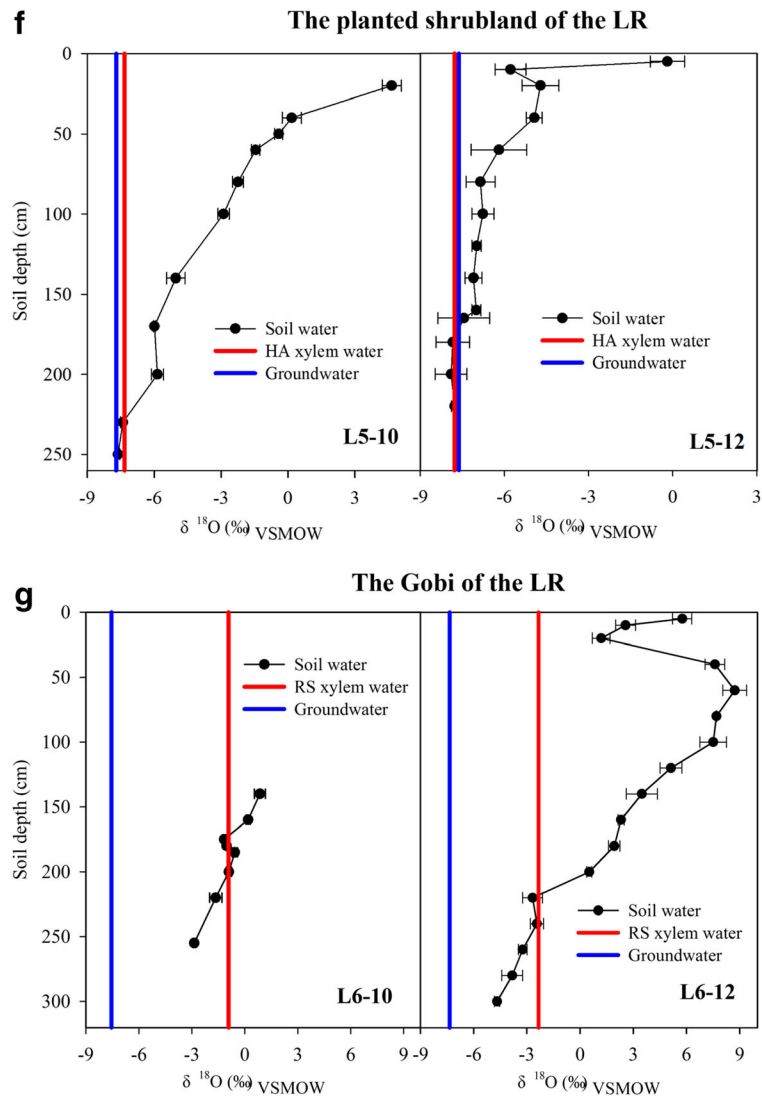 f
The planted shrubland of the LR
0
50
100
150
200
250
Soil depth (cm)
Soil water
HA xylem water
Groundwater
L5-10
-9 -6 -3 0 3
δ 18O (‰) VSMOW
Soil water
HA xylem water
Groundwater
L5-12
-9 -6 -3 0 3
δ 18O (‰) VSMOW
g
The Gobi of the LR
0
50
100
150
200
250
300
Soil depth (cm)
Soil water
RS xylem water
Groundwater
L6-10
-9 -6 -3 0 3 6 9
δ 18O (‰) VSMOW
Soil water
RS xylem water
Groundwater
L6-12
-9 -6 -3 0 3 6 9
δ 18O (‰) VSMOW